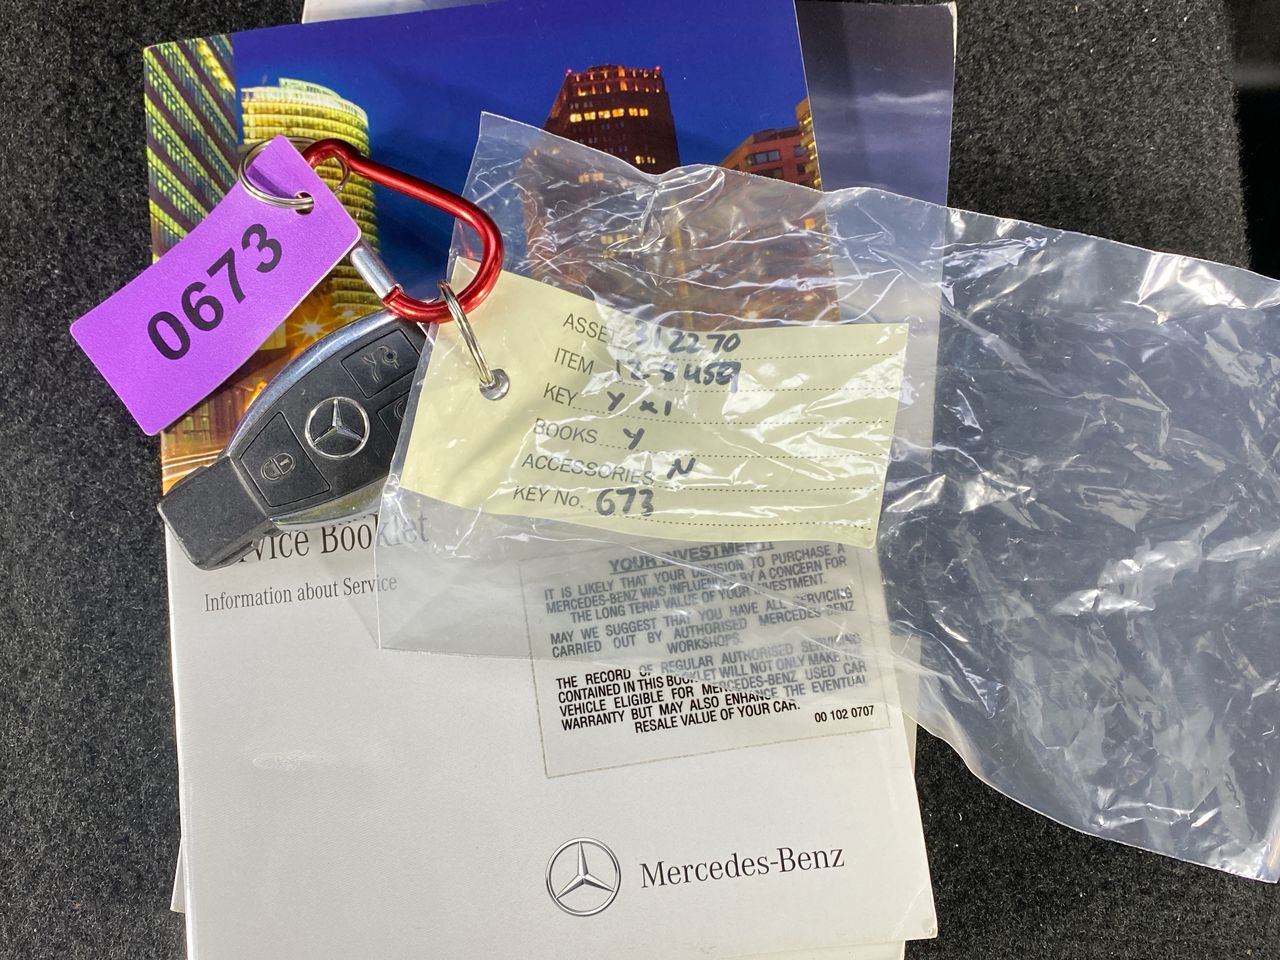 0673
ASSET 312270
ITEM
KEY Y x1
BOOKS Y
ACCESSORIES N
KEY No. 673
Service Booklet
Information about Service
YOUR INVESTMENT!
IT IS LIKELY THAT YOUR DECISION TO PURCHASE A
MERCEDES-BENZ WAS INFLUENCED BY A CONCERN FOR
THE LONG TERM VALUE OF YOUR INVESTMENT.
MAY WE SUGGEST THAT YOU HAVE ALL SERVICING
CARRIED OUT BY AUTHORISED MERCEDES-BENZ
WORKSHOPS.
THE RECORD OF REGULAR AUTHORISED SERVICING
CONTAINED IN THIS BOOKLET WILL NOT ONLY MAKE THE
VEHICLE ELIGIBLE FOR MERCEDES-BENZ USED CAR
WARRANTY BUT MAY ALSO ENHANCE THE EVENTUAL
RESALE VALUE OF YOUR CAR.
00 102 0707
Mercedes-Benz